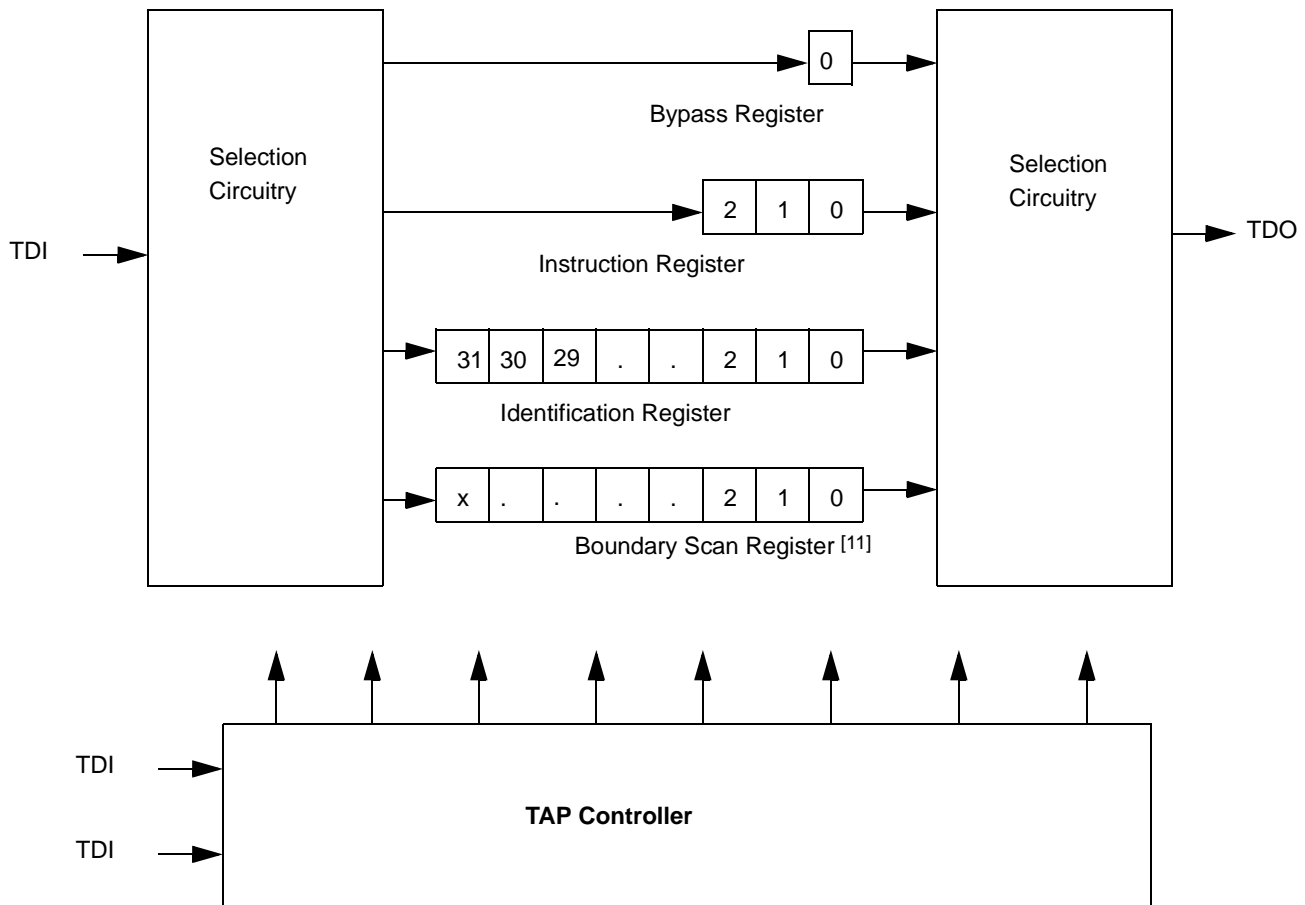 0
Bypass Register
Selection
Circuitry
Selection
Circuitry
2 1 0
TDI
TDO
Instruction Register
31 30 29 . . 2 1 0
Identification Register
x . . . . 2 1 0
Boundary Scan Register [11]
TDI
TAP Controller
TDI